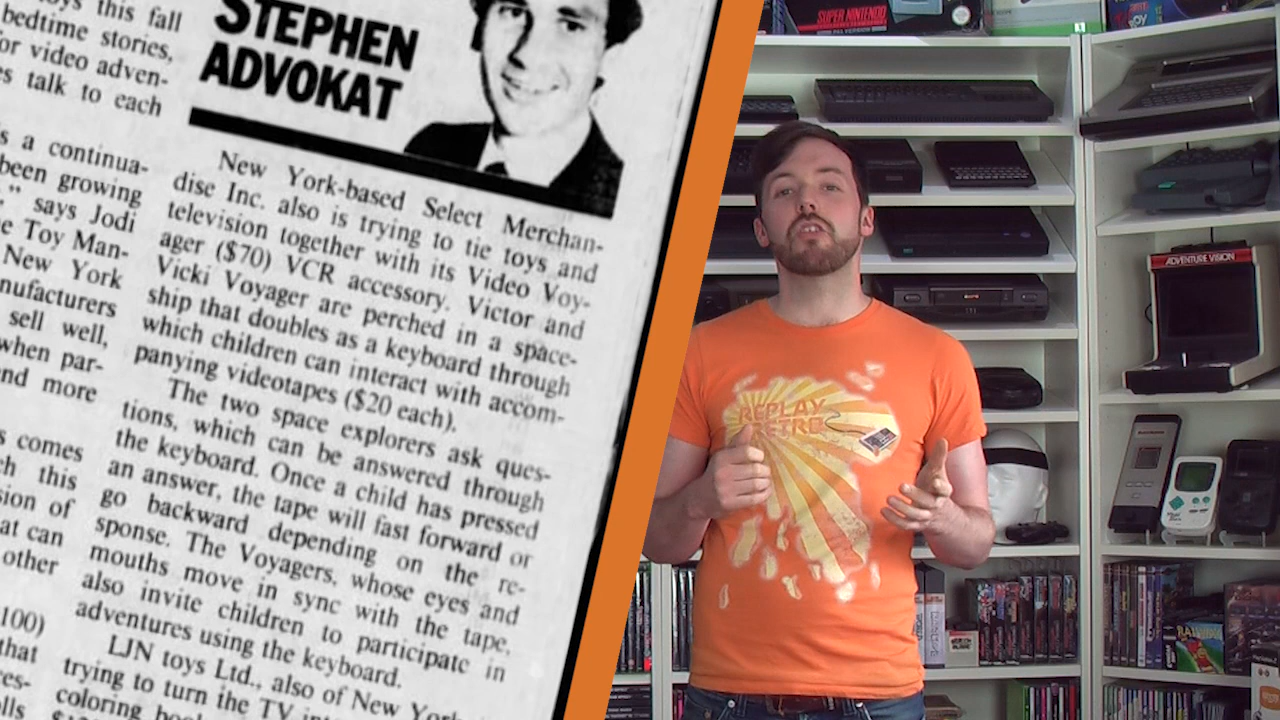 ys this fall
bedtime stories,
or video adven-
es talk to each
s a continua-
been growing
" says Jodi
e Toy Man-
New York
nufacturers
sell well,
when par-
nd more
s comes
ch this
sion of
at can
other
100)
that
res-
olls
STEPHEN
ADVOKAT
New York-based Select Merchan-
dise Inc. also is trying to tie toys and
television together with its Video Voy-
ager ($70) VCR accessory. Victor and
Vicki Voyager are perched in a space-
ship that doubles as a keyboard through
which children can interact with accom-
panying videotapes ($20 each).
The two space explorers ask ques-
tions, which can be answered through
the keyboard. Once a child has pressed
an answer, the tape will fast forward or
go backward depending on the re-
sponse. The Voyagers, whose eyes and
mouths move in sync with the tape,
also invite children to participate in
adventures using the keyboard.
LJN toys Ltd., also of New York
trying to turn the TV int
coloring boo
SUPER NINTENDO
ADVENTURE VISION
REPLAY
RETRO